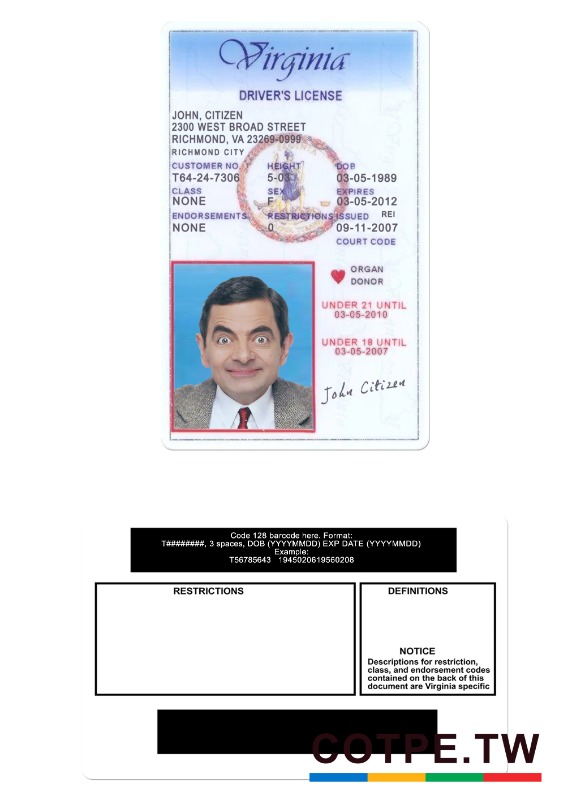 Virginia
DRIVER'S LICENSE
JOHN, CITIZEN
2300 WEST BROAD STREET
RICHMOND, VA 23269-0999
RICHMOND CITY
CUSTOMER NO. HEIGHT DOB
T64-24-7306 5-03 03-05-1989
CLASS SEX EXPIRES
NONE F 03-05-2012
ENDORSEMENTS RESTRICTIONS ISSUED REI
NONE 0 09-11-2007
COURT CODE
ORGAN
DONOR
UNDER 21 UNTIL
03-05-2010
UNDER 18 UNTIL
03-05-2007
John Citizen
Code 128 barcode here. Format:
T########, 3 spaces, DOB (YYYYMMDD) EXP DATE (YYYYMMDD)
Example:
T56785643 1945020619560208
RESTRICTIONS
DEFINITIONS
NOTICE
Descriptions for restriction,
class, and endorsement codes
contained on the back of this
document are Virginia specific
COTPE.TW